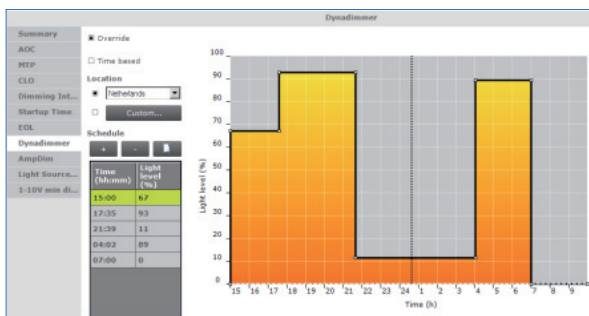 Dynadimmer
Summary
AOC
MTP
CLO
Dimming Int...
Startup Time
EOL
Dynadimmer
AmpDim
Light Source...
1-10V min di...
Override
Time based
Location
Netherlands
Custom...
Schedule
+ -
Time (hh:mm) Light level (%)
15:00 67
17:35 93
21:39 11
04:02 89
07:00 0
Light level (%)
100
90
80
70
60
50
40
30
20
10
0
15 16 17 18 19 20 21 22 23 24 1 2 3 4 5 6 7 8 9
Time (h)